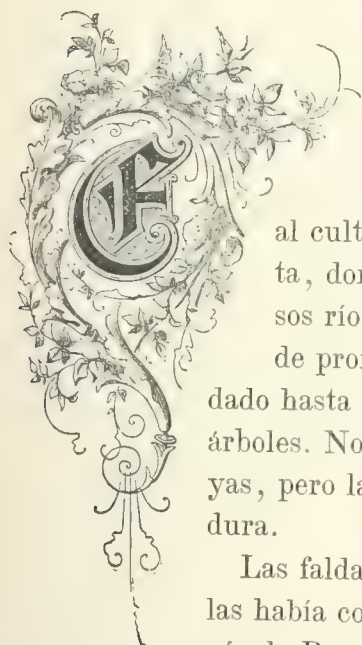 E
al cult
ta, don
sos río
de pro
dado hasta
árboles. No
yas, pero la
dura.
Las falda
las había co